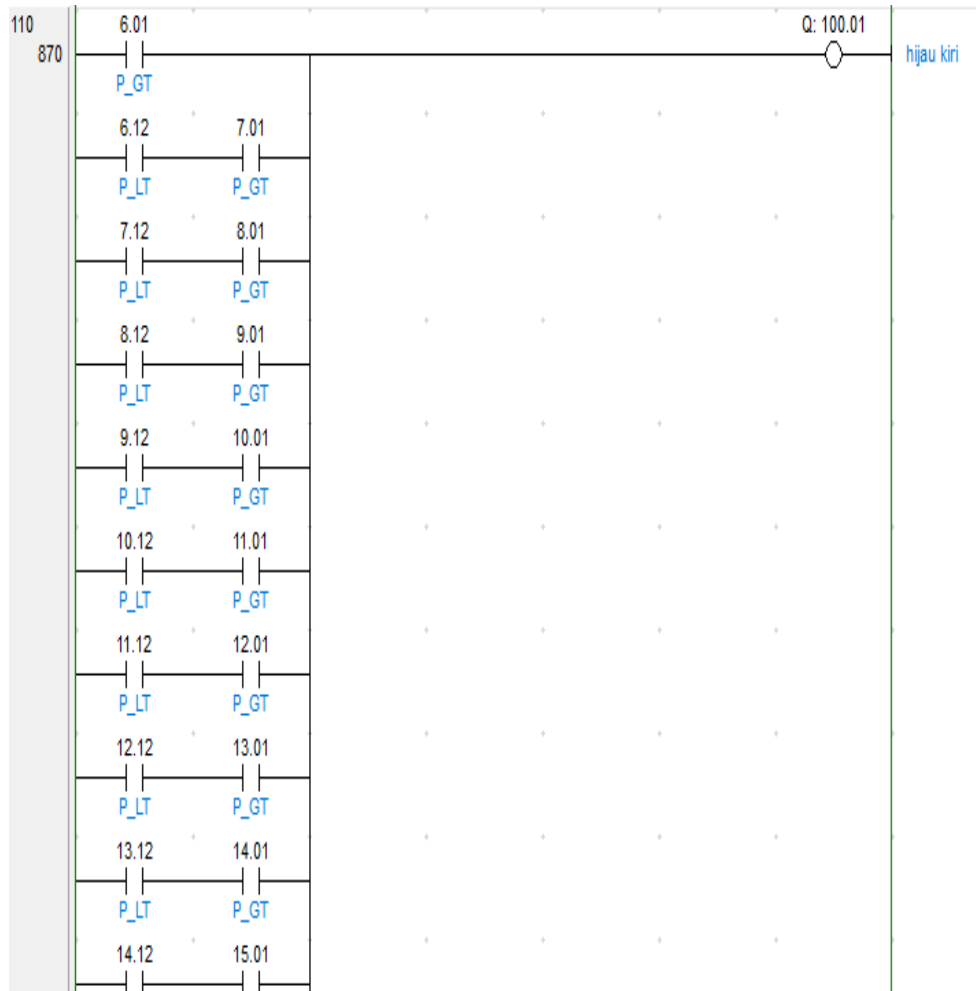 110 6.01 Q: 100.01
870 hijau kiri
P_GT
6.12 7.01
P_LT P_GT
7.12 8.01
P_LT P_GT
8.12 9.01
P_LT P_GT
9.12 10.01
P_LT P_GT
10.12 11.01
P_LT P_GT
11.12 12.01
P_LT P_GT
12.12 13.01
P_LT P_GT
13.12 14.01
P_LT P_GT
14.12 15.01